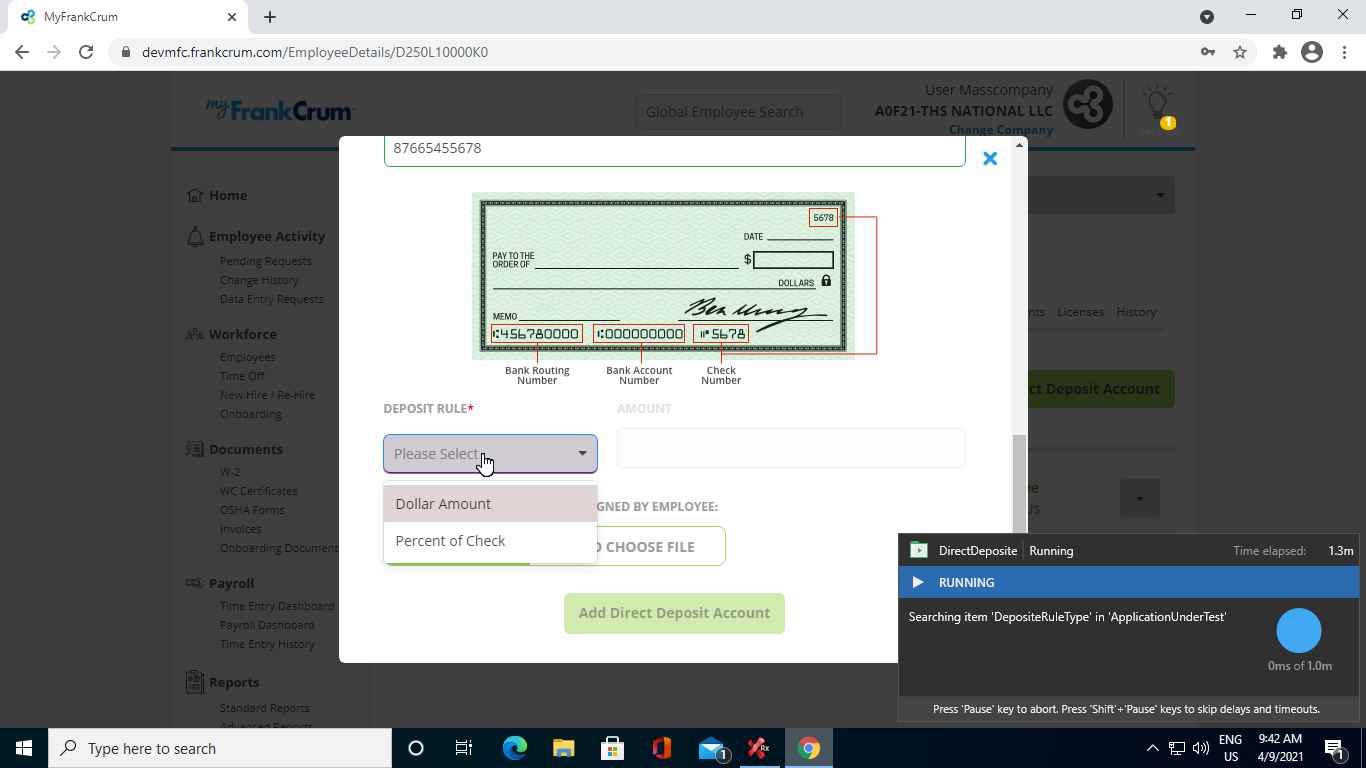 MyFrankCrum
devmfc.frankcrum.com/EmployeeDetails/D250L10000K0
myFrankCrum
Global Employee Search
User Masscompany
A0F21-THS NATIONAL LLC
Change Company
1
Home
Employee Activity
Pending Requests
Change History
Data Entry Requests
Workforce
Employees
Time Off
New Hire / Re-Hire
Onboarding
Documents
W-2
WC Certificates
OSHA Forms
Invoices
Onboarding Document
Payroll
Time Entry Dashboard
Payroll Dashboard
Time Entry History
Reports
Standard Reports
Advanced Reports
nts Licenses History
ct Deposit Account
87665455678
5678
DATE
PAY TO THE
ORDER OF
$
DOLLARS
MEMO
456780000
000000000
5678
Bank Routing
Number
Bank Account
Number
Check
Number
DEPOSIT RULE*
AMOUNT
Please Select
Dollar Amount
Percent of Check
GNED BY EMPLOYEE:
O CHOOSE FILE
Add Direct Deposit Account
DirectDeposite Running
Time elapsed: 1.3m
RUNNING
Searching item 'DepositeRuleType' in 'ApplicationUnderTest'
0ms of 1.0m
Press 'Pause' key to abort. Press 'Shift'+'Pause' keys to skip delays and timeouts.
Type here to search
1
Rx
ENG
US
9:42 AM
4/9/2021
1